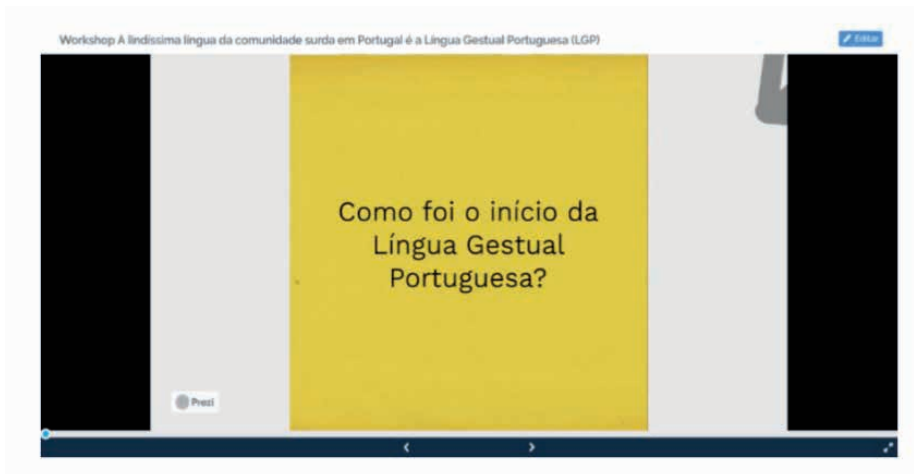 Workshop A lindíssima língua da comunidade surda em Portugal é a Língua Gestual Portuguesa (LGP)
Editar
Como foi o início da
Língua Gestual
Portuguesa?
Prezi